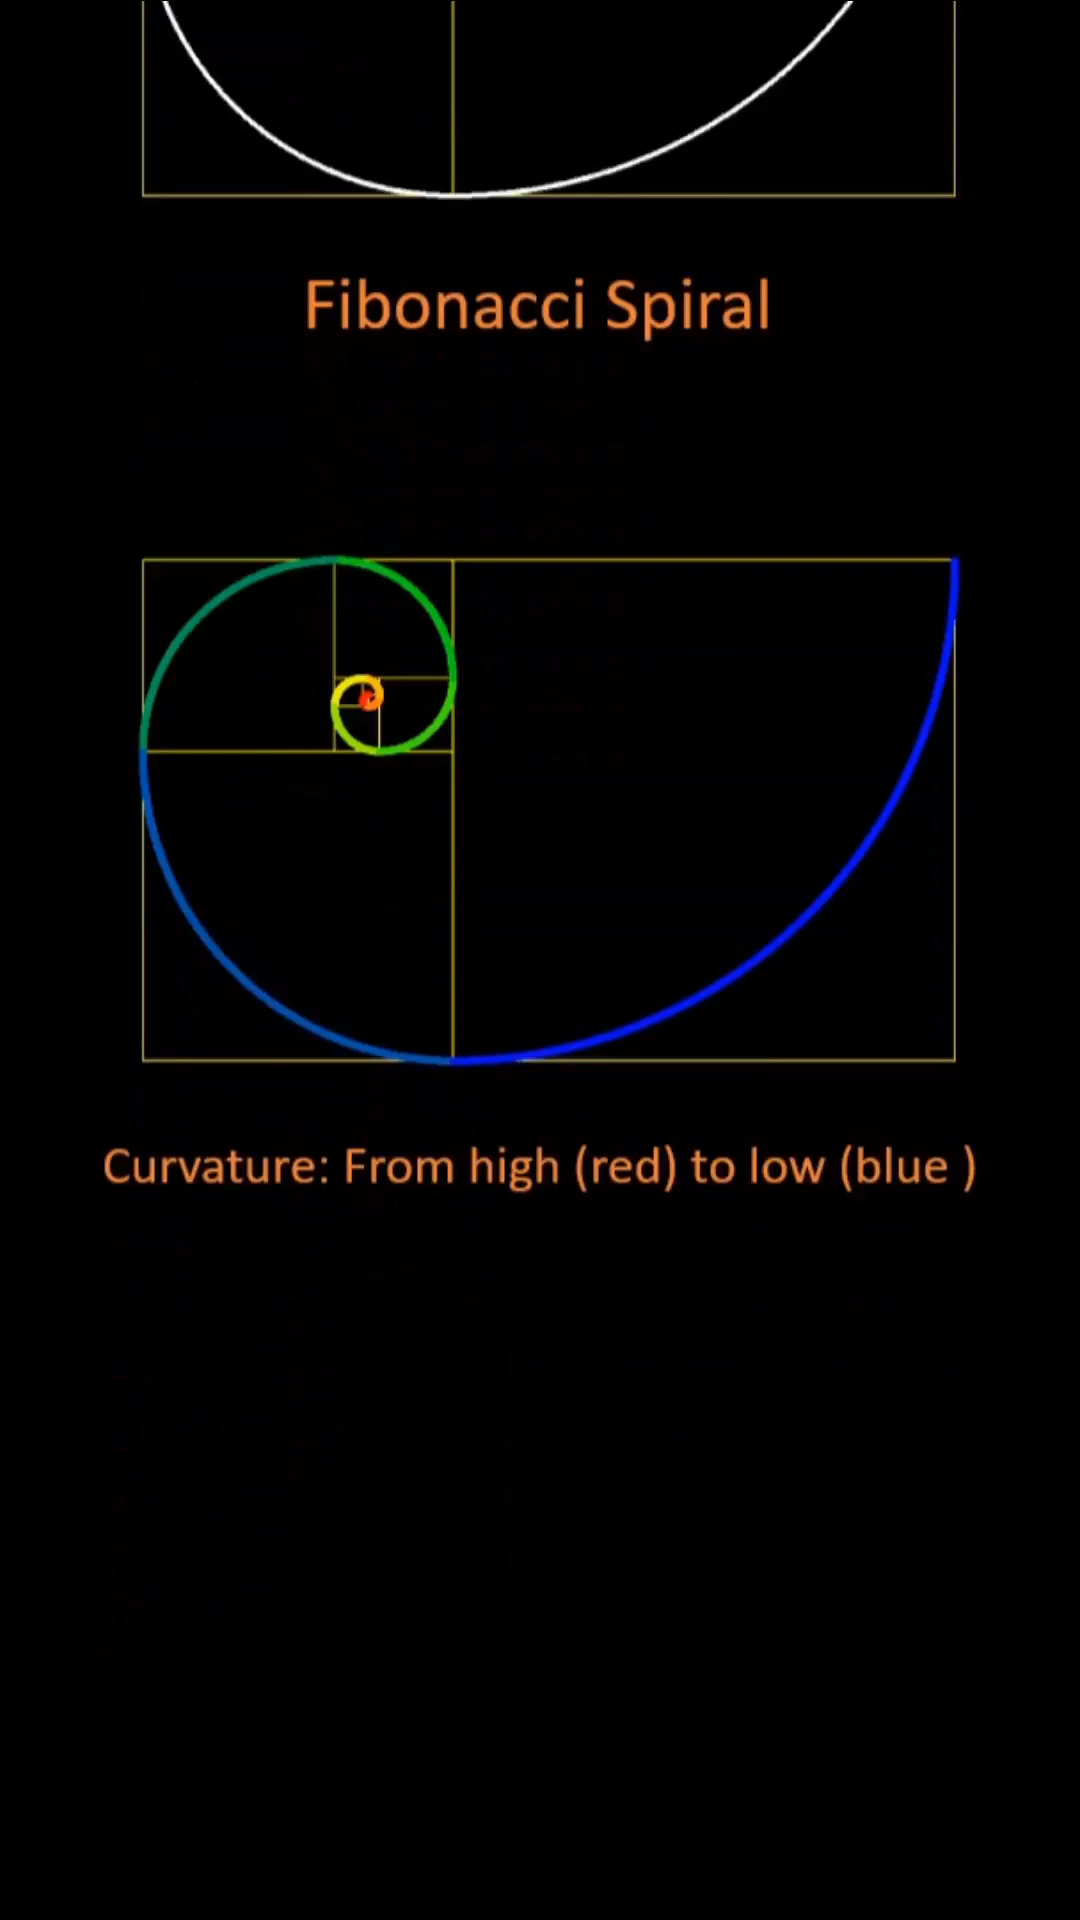 Fibonacci Spiral
Curvature: From high (red) to low (blue )